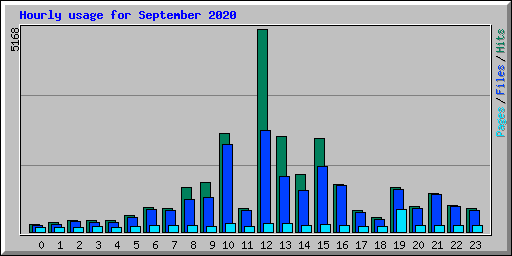 Hourly usage for September 2020
5168
Pages / Files / Hits
0 1 2 3 4 5 6 7 8 9 10 11 12 13 14 15 16 17 18 19 20 21 22 23